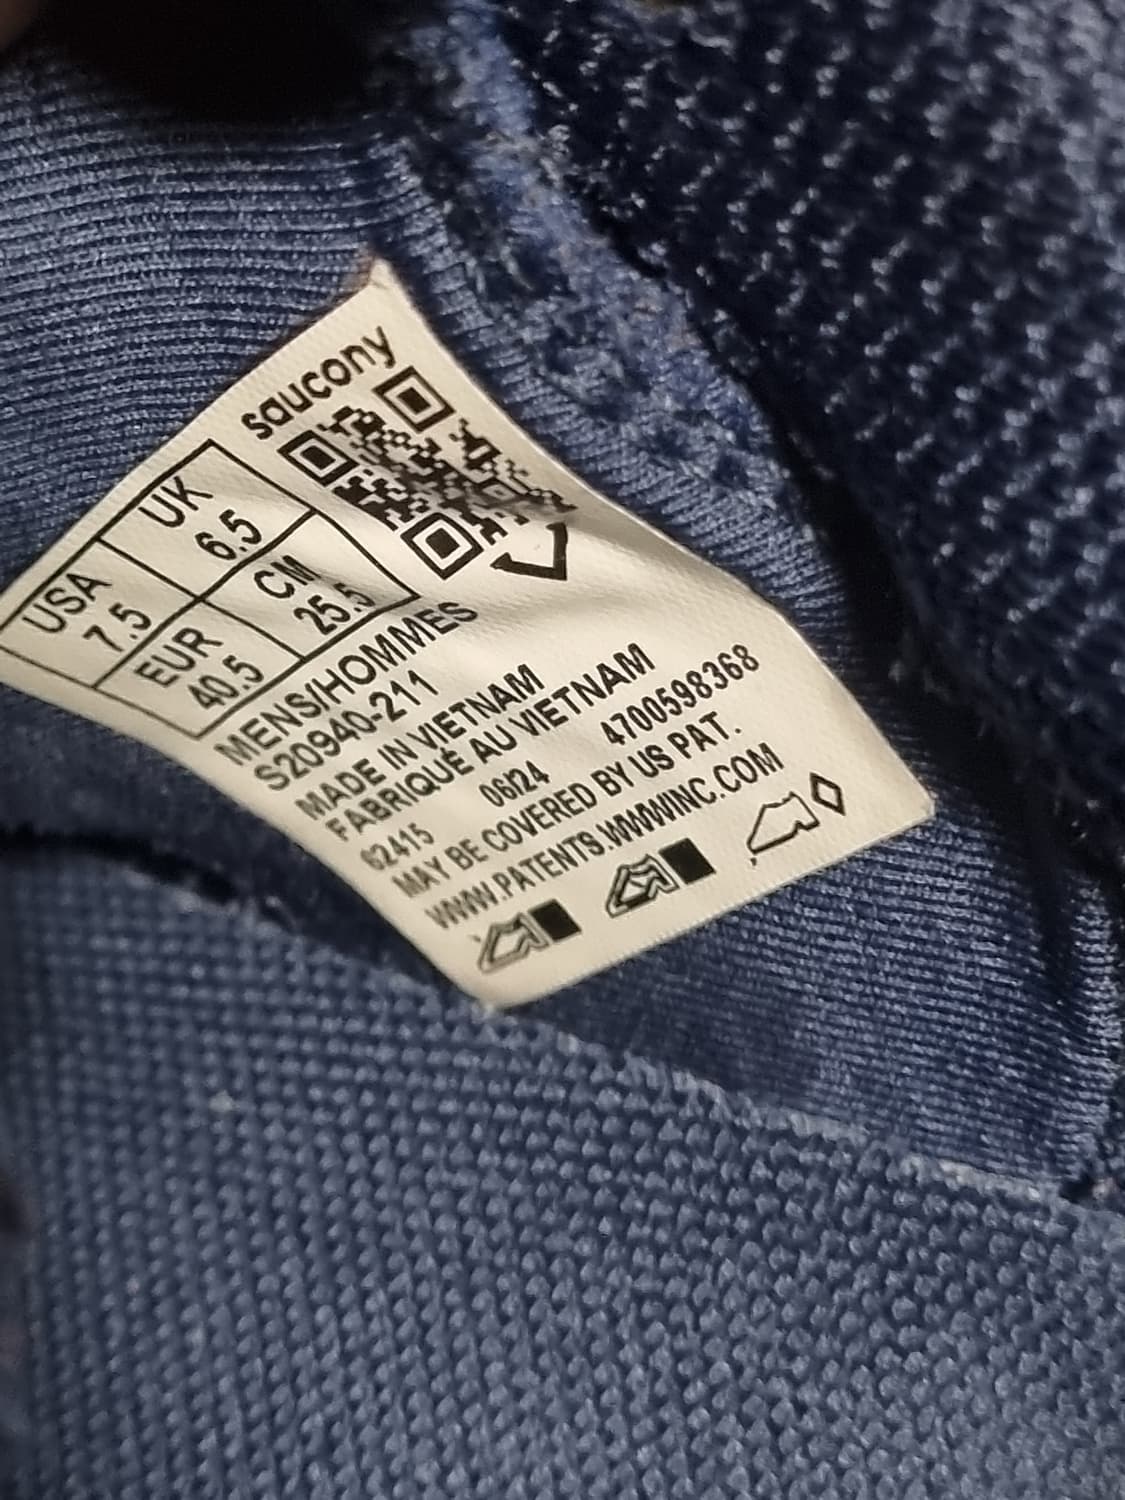 saucony
USA UK
7.5 6.5
EUR CM
40.5 25.5
MENS/HOMMES
S20940-211
MADE IN VIETNAM
FABRIQUÉ AU VIETNAM
62415 06/24 4700598368
MAY BE COVERED BY US PAT.
WWW.PATENTS.WWWINC.COM